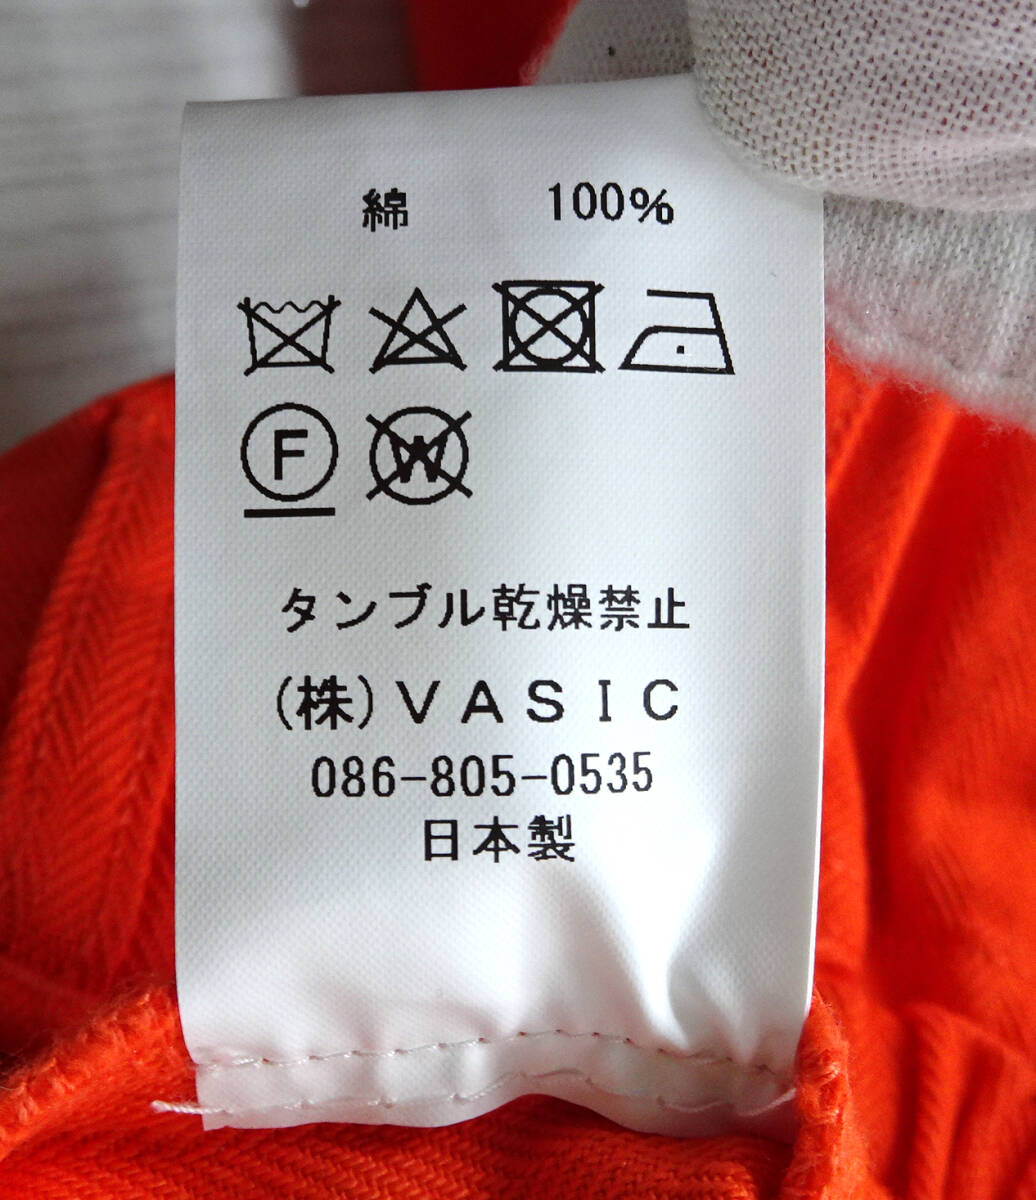 綿 100%
F W
タンブル乾燥禁止
(株)ＶＡＳＩＣ
086-805-0535
日本製